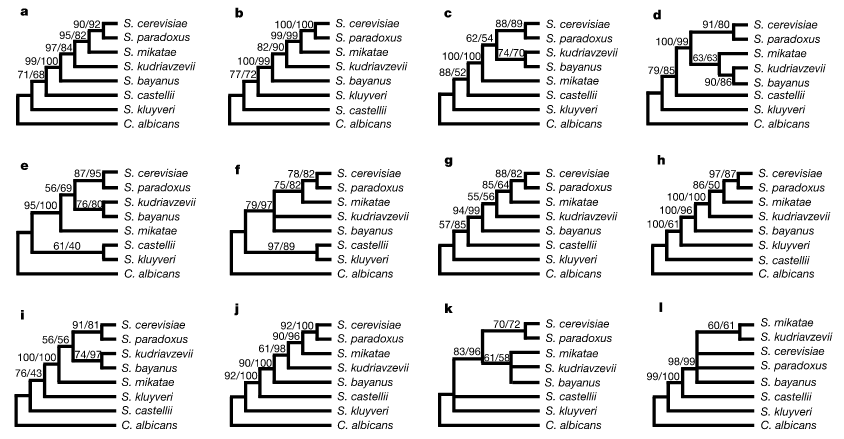 a
90/92
95/82
97/84
99/100
71/68
S. cerevisiae
S. paradoxus
S. mikatae
S. kudriavzevii
S. bayanus
S. castellii
S. kluyveri
C. albicans
b
100/100
99/99
82/90
100/99
77/72
S. cerevisiae
S. paradoxus
S. mikatae
S. kudriavzevii
S. bayanus
S. kluyveri
S. castellii
C. albicans
c
88/89
62/54
74/70
100/100
88/52
S. cerevisiae
S. paradoxus
S. kudriavzevii
S. bayanus
S. mikatae
S. castellii
S. kluyveri
C. albicans
d
91/80
100/99
63/63
79/85
90/86
S. cerevisiae
S. paradoxus
S. mikatae
S. kudriavzevii
S. bayanus
S. castellii
S. kluyveri
C. albicans
e
87/95
56/69
76/80
95/100
61/40
S. cerevisiae
S. paradoxus
S. kudriavzevii
S. bayanus
S. mikatae
S. castellii
S. kluyveri
C. albicans
f
78/82
75/82
79/97
97/89
S. cerevisiae
S. paradoxus
S. mikatae
S. kudriavzevii
S. bayanus
S. castellii
S. kluyveri
C. albicans
g
88/82
85/64
55/56
94/99
57/85
S. cerevisiae
S. paradoxus
S. mikatae
S. kudriavzevii
S. bayanus
S. castellii
S. kluyveri
C. albicans
h
97/87
86/50
100/100
100/96
100/61
S. cerevisiae
S. paradoxus
S. mikatae
S. kudriavzevii
S. bayanus
S. kluyveri
S. castellii
C. albicans
i
91/81
56/56
74/97
100/100
76/43
S. cerevisiae
S. paradoxus
S. kudriavzevii
S. bayanus
S. mikatae
S. kluyveri
S. castellii
C. albicans
j
92/100
90/96
61/98
90/100
92/100
S. cerevisiae
S. paradoxus
S. mikatae
S. kudriavzevii
S. bayanus
S. castellii
S. kluyveri
C. albicans
k
70/72
83/96
61/58
S. cerevisiae
S. paradoxus
S. mikatae
S. kudriavzevii
S. bayanus
S. castellii
S. kluyveri
C. albicans
l
60/61
98/99
99/100
S. mikatae
S. kudriavzevii
S. cerevisiae
S. paradoxus
S. bayanus
S. castellii
S. kluyveri
C. albicans